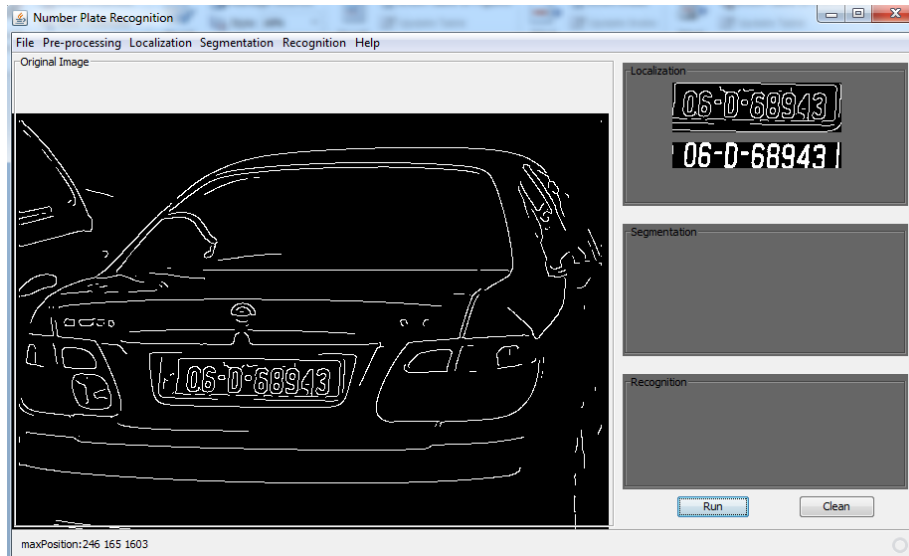 Number Plate Recognition
File Pre-processing Localization Segmentation Recognition Help
Original Image
Localization
06-D-68943
06-D-68943
Segmentation
06-D-68943
Recognition
Run Clean
maxPosition:246 165 1603